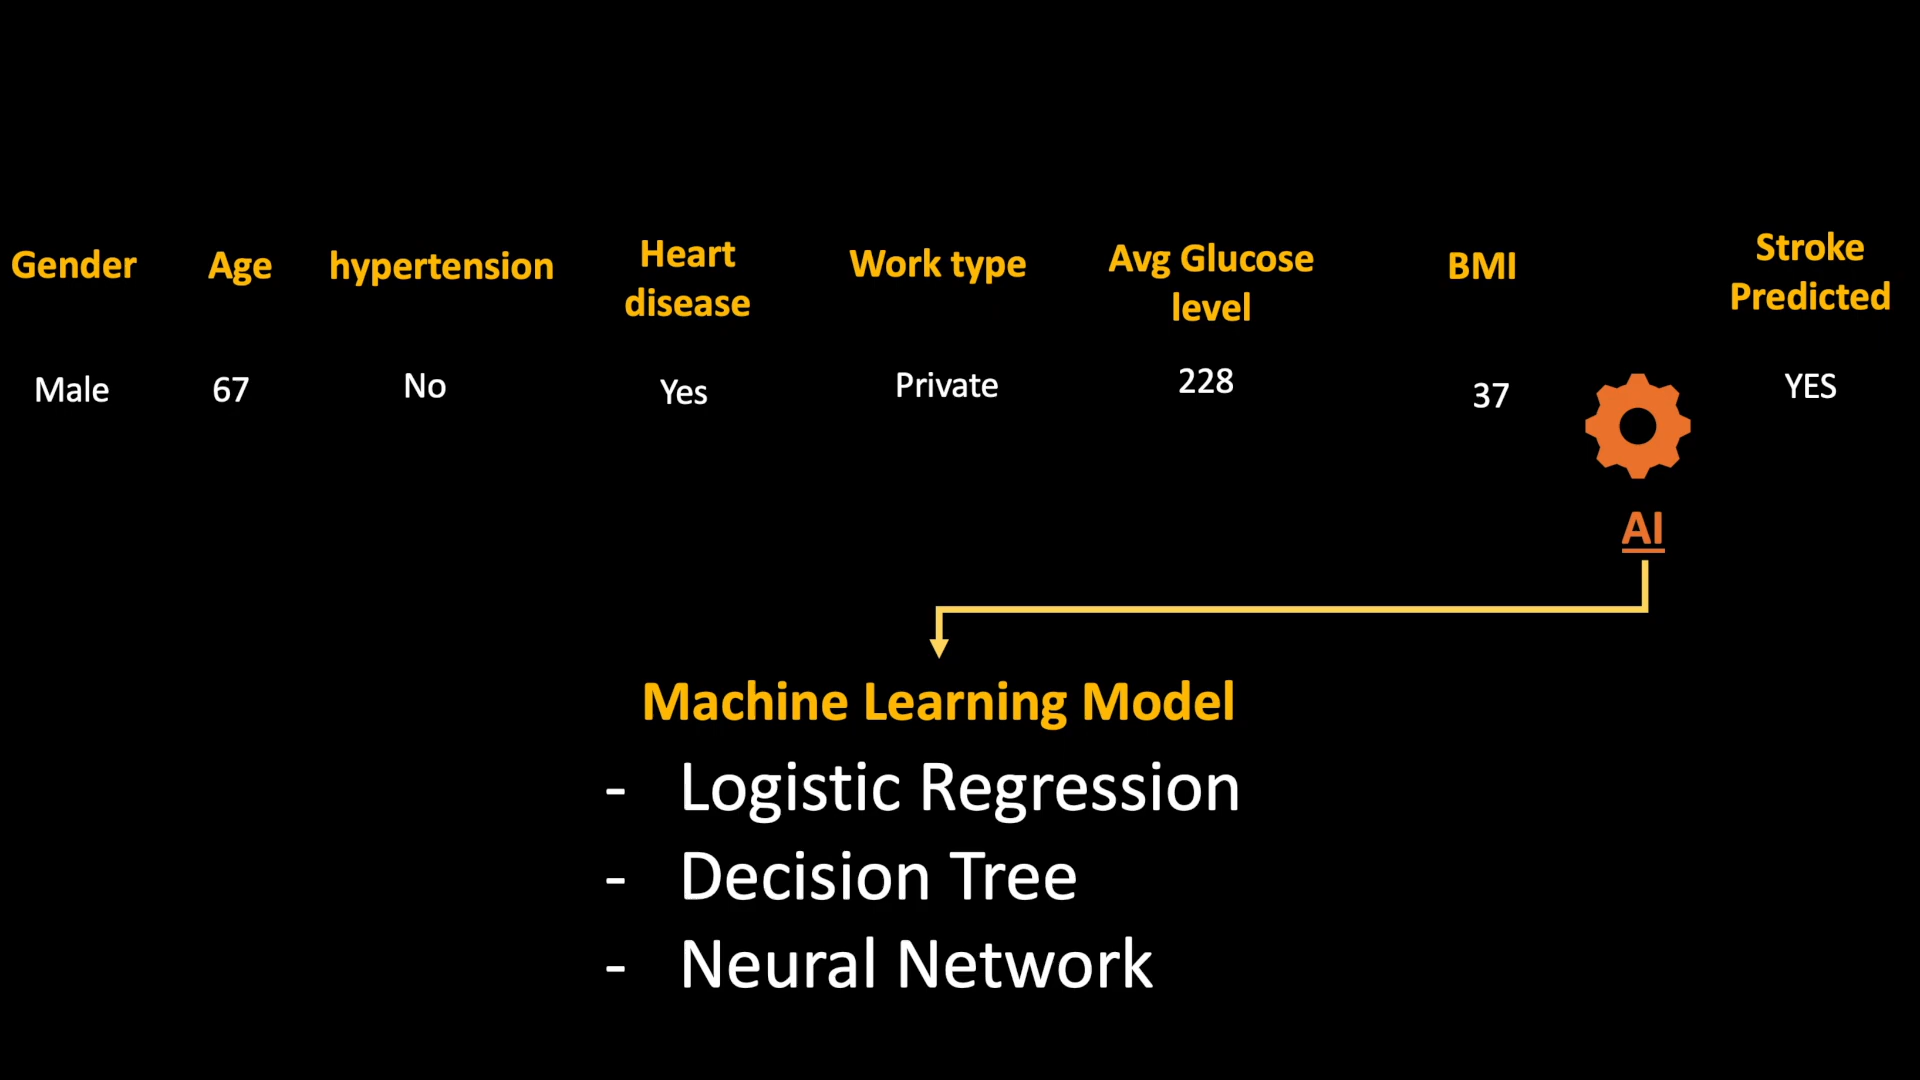 Gender
Age
hypertension
Heart
disease
Work type
Avg Glucose
level
BMI
Stroke
Predicted
Male
67
No
Yes
Private
228
37
YES
AI
Machine Learning Model
- Logistic Regression
- Decision Tree
- Neural Network